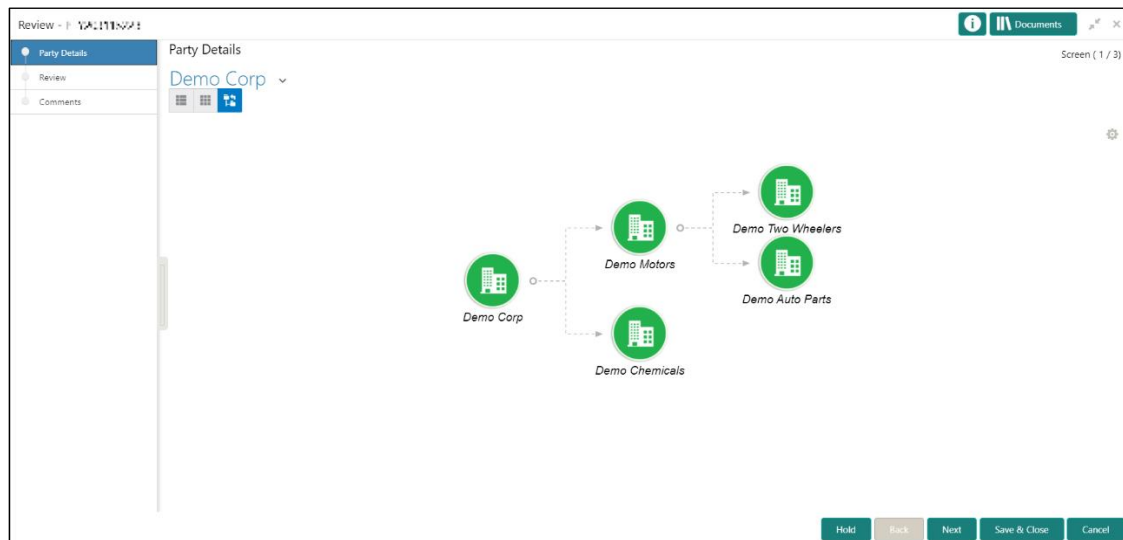 Review -
Documents
Party Details
Review
Comments
Party Details
Screen ( 1 / 3)
Demo Corp
Demo Two Wheelers
Demo Motors
Demo Auto Parts
Demo Corp
Demo Chemicals
Hold
Back
Next
Save & Close
Cancel